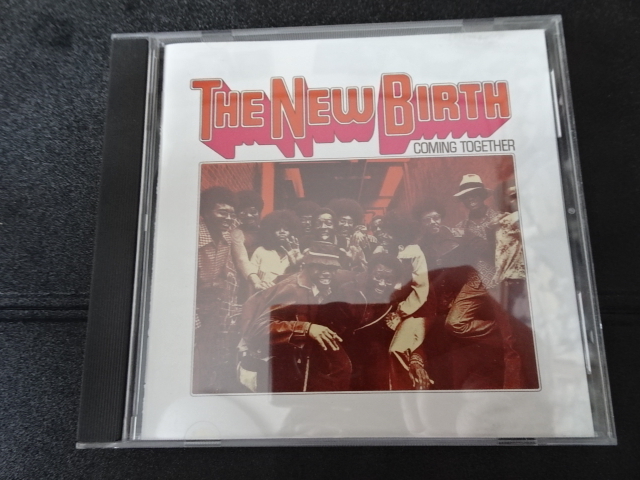 THE NEW BIRTH
COMING TOGETHER